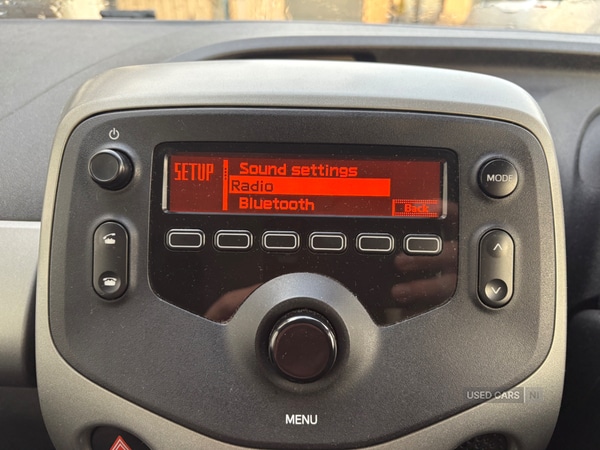 SETUP
Sound settings
Radio
Bluetooth
Back
MODE
MENU
USED CARS NI